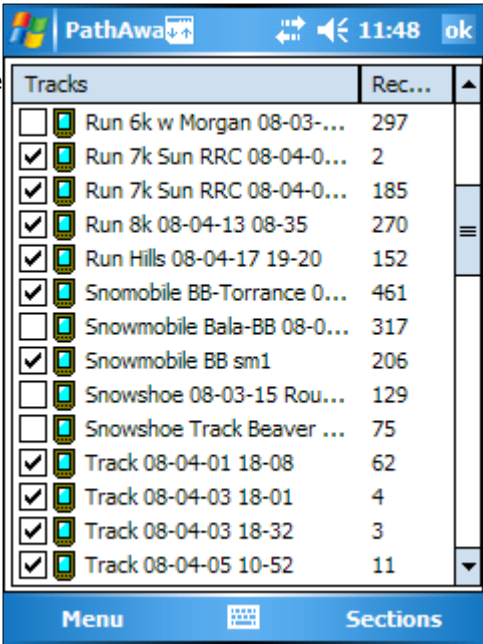 PathAwa 11:48 ok
e
Tracks Rec...
Run 6k w Morgan 08-03-... 297
Run 7k Sun RRC 08-04-0... 2
Run 7k Sun RRC 08-04-0... 185
Run 8k 08-04-13 08-35 270
Run Hills 08-04-17 19-20 152
Snomobile BB-Torrance 0... 461
Snowmobile Bala-BB 08-0... 317
Snowmobile BB sm1 206
Snowshoe 08-03-15 Rou... 129
Snowshoe Track Beaver ... 75
Track 08-04-01 18-08 62
Track 08-04-03 18-01 4
Track 08-04-03 18-32 3
Track 08-04-05 10-52 11
Menu Sections